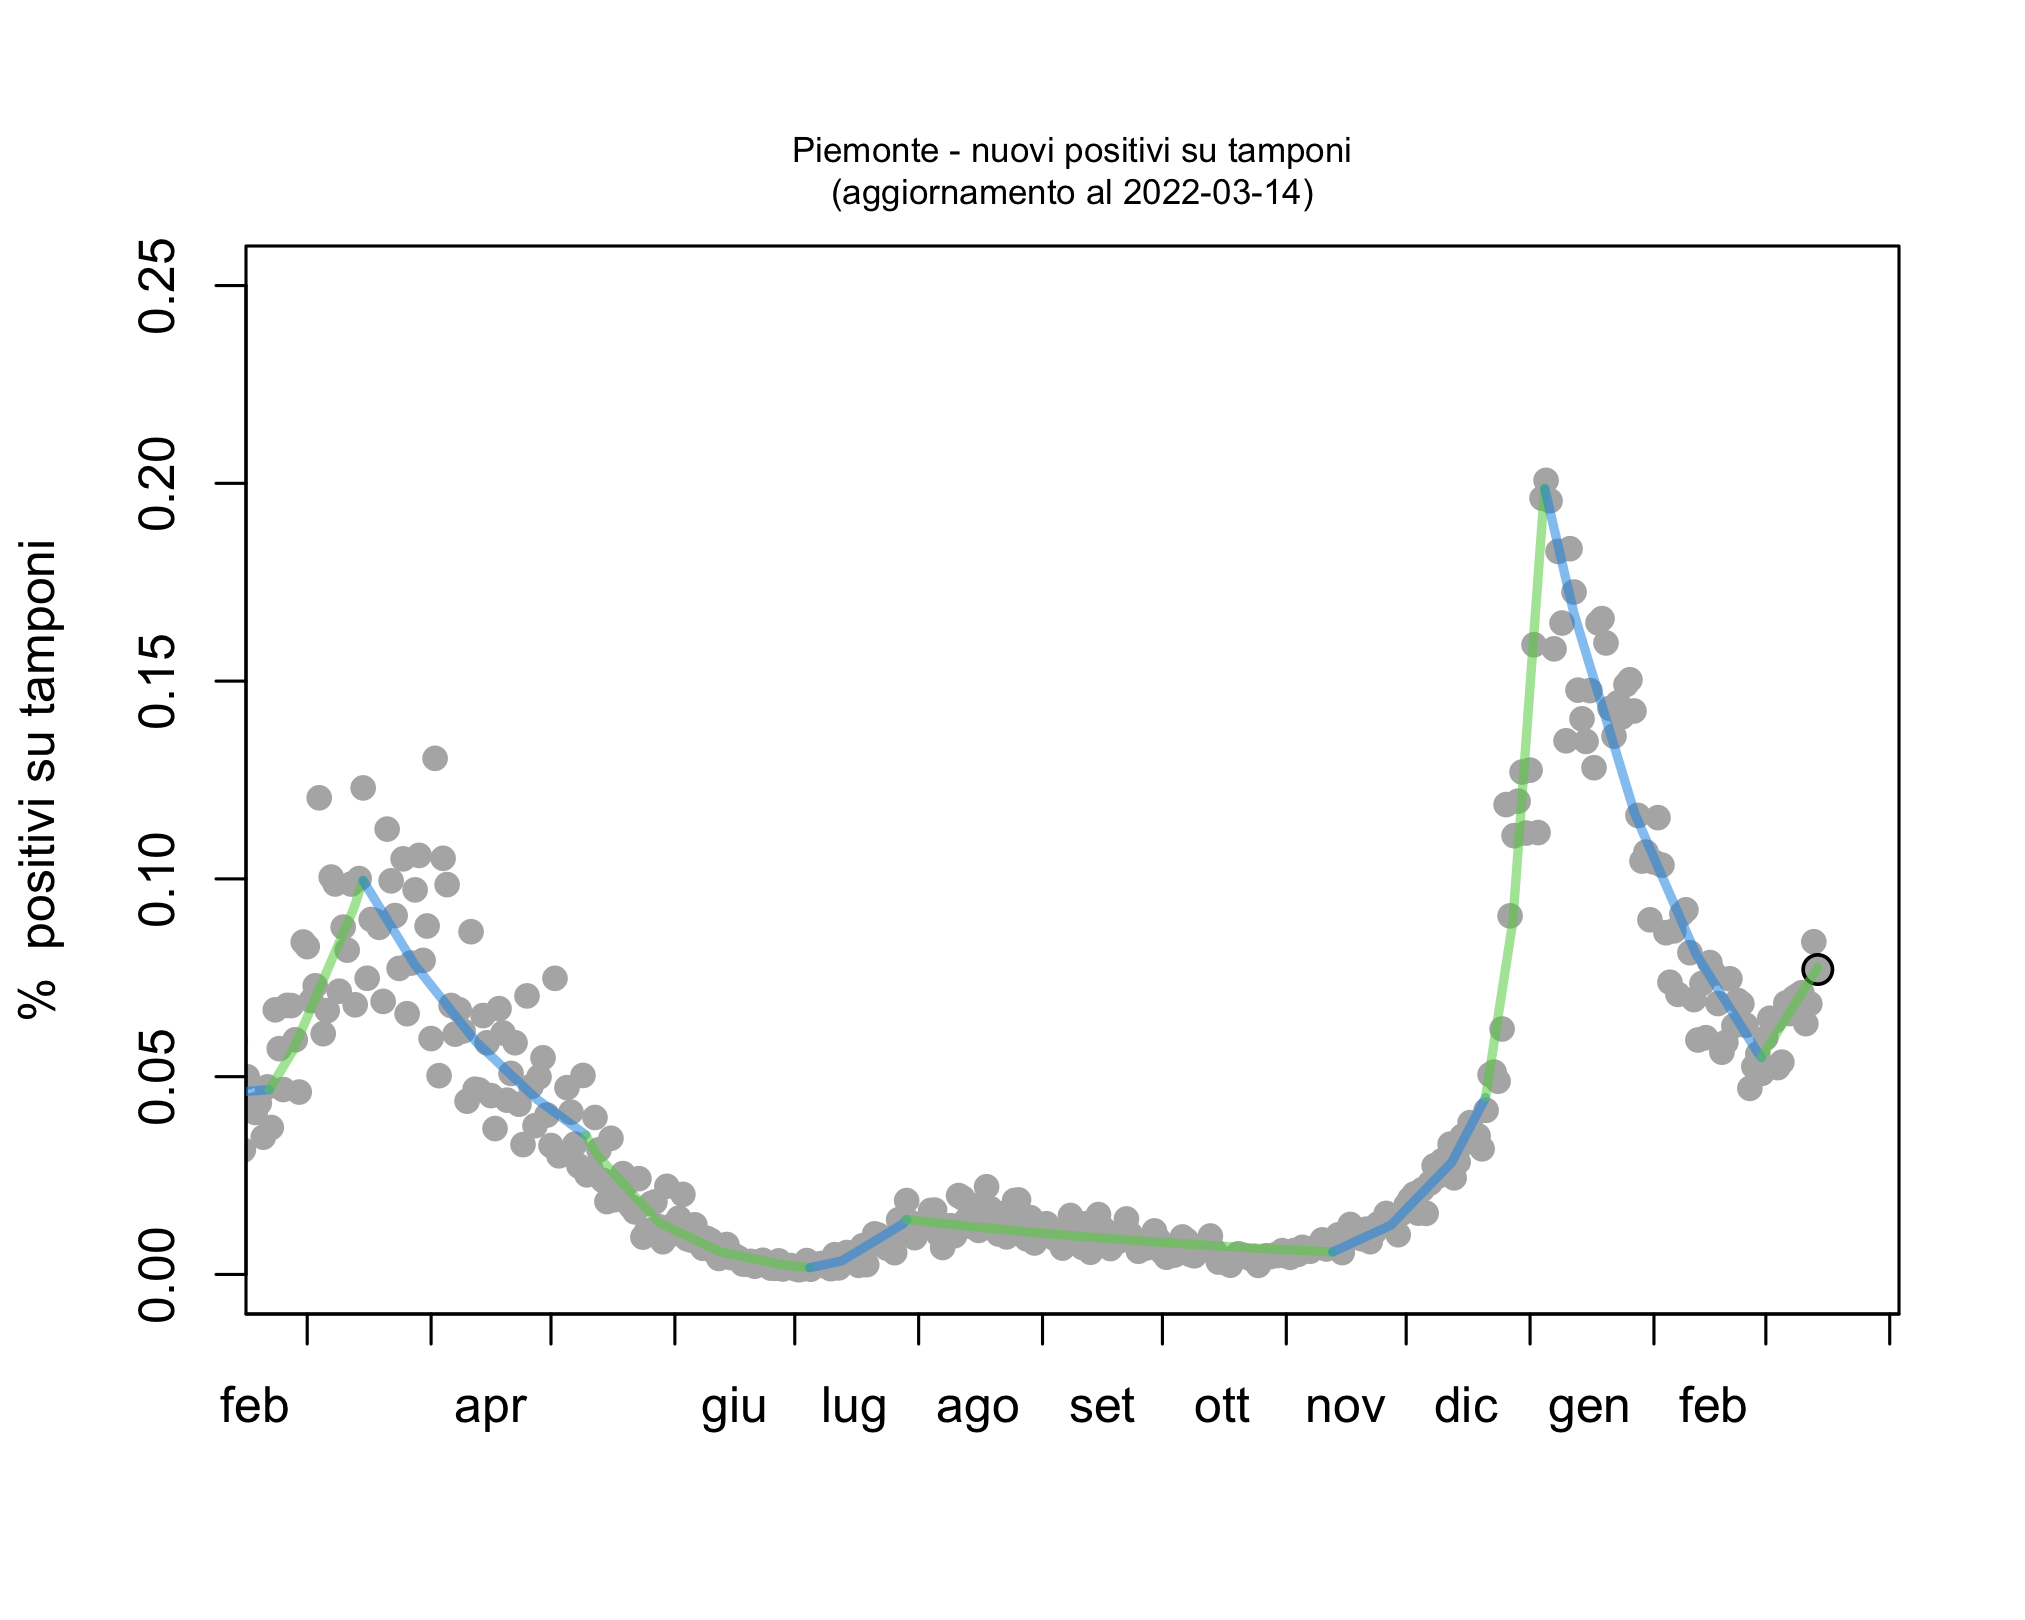 Piemonte - nuovi positivi su tamponi
(aggiornamento al 2022-03-14)
% positivi su tamponi
0.25
0.20
0.15
0.10
0.05
0.00
feb apr giu lug ago set ott nov dic gen feb